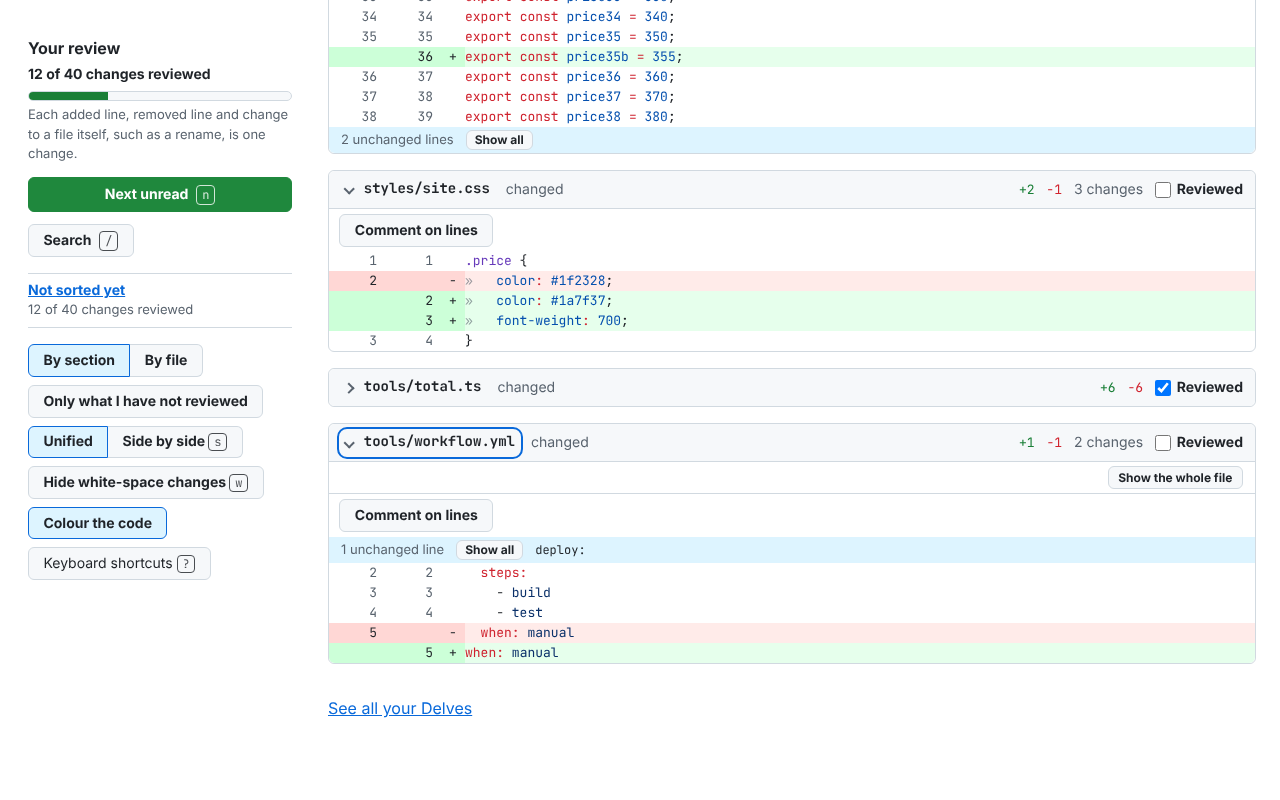 Your review
12 of 40 changes reviewed
Each added line, removed line and change
to a file itself, such as a rename, is one
change.
Next unread n
Search /
Not sorted yet
12 of 40 changes reviewed
By section By file
Only what I have not reviewed
Unified Side by side s
Hide white-space changes w
Colour the code
Keyboard shortcuts ?
34 34 export const price34 = 340;
35 35 export const price35 = 350;
36 + export const price35b = 355;
36 37 export const price36 = 360;
37 38 export const price37 = 370;
38 39 export const price38 = 380;
2 unchanged lines Show all
styles/site.css changed +2 -1 3 changes Reviewed
Comment on lines
1 1 .price {
2 - » color: #1f2328;
2 + » color: #1a7f37;
3 + » font-weight: 700;
3 4 }
tools/total.ts changed +6 -6 Reviewed
tools/workflow.yml changed +1 -1 2 changes Reviewed
Show the whole file
Comment on lines
1 unchanged line Show all deploy:
2 2 steps:
3 3 - build
4 4 - test
5 - when: manual
5 + when: manual
See all your Delves